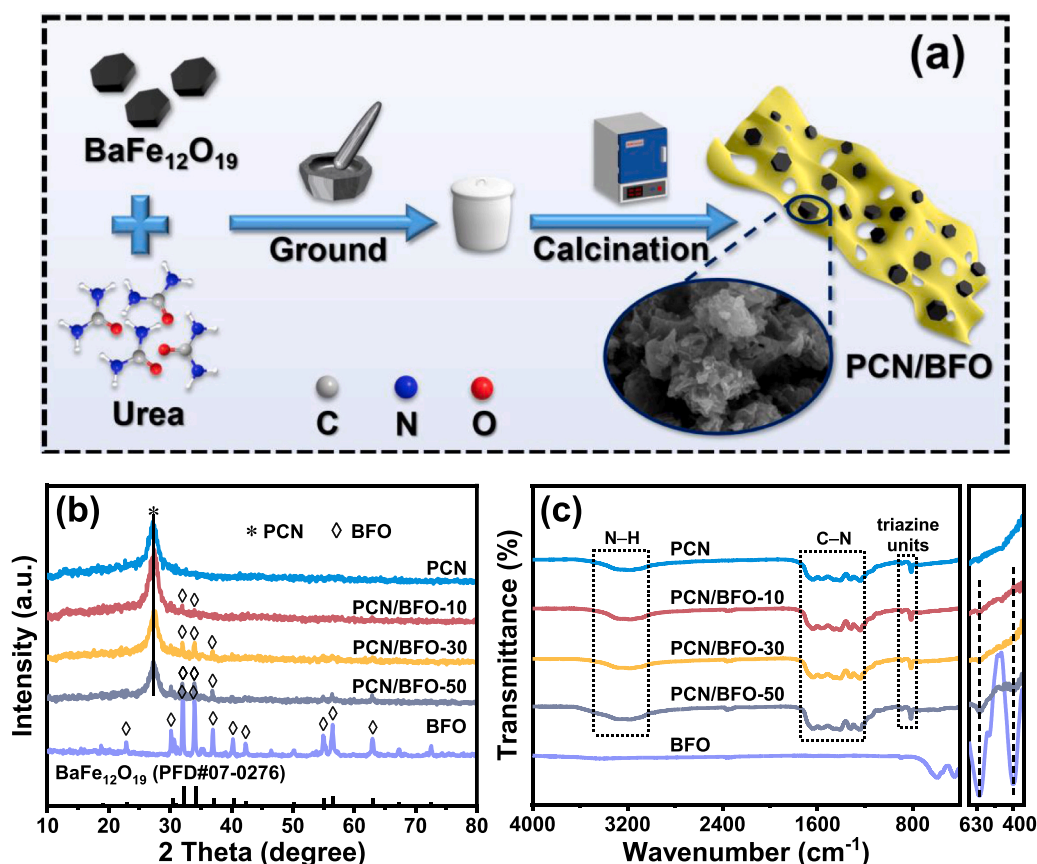 (a)
BaFe₁₂O₁₉
Ground
Calcination
PCN/BFO
Urea
C N O
(b)
* PCN ◊ BFO
PCN
PCN/BFO-10
PCN/BFO-30
PCN/BFO-50
BFO
BaFe₁₂O₁₉ (PFD#07-0276)
Intensity (a.u.)
10 20 30 40 50 60 70 80
2 Theta (degree)
(c)
N–H
PCN
C–N
triazine
units
PCN/BFO-10
PCN/BFO-30
PCN/BFO-50
BFO
Transmittance (%)
4000 3200 2400 1600 800 630 400
Wavenumber (cm⁻¹)